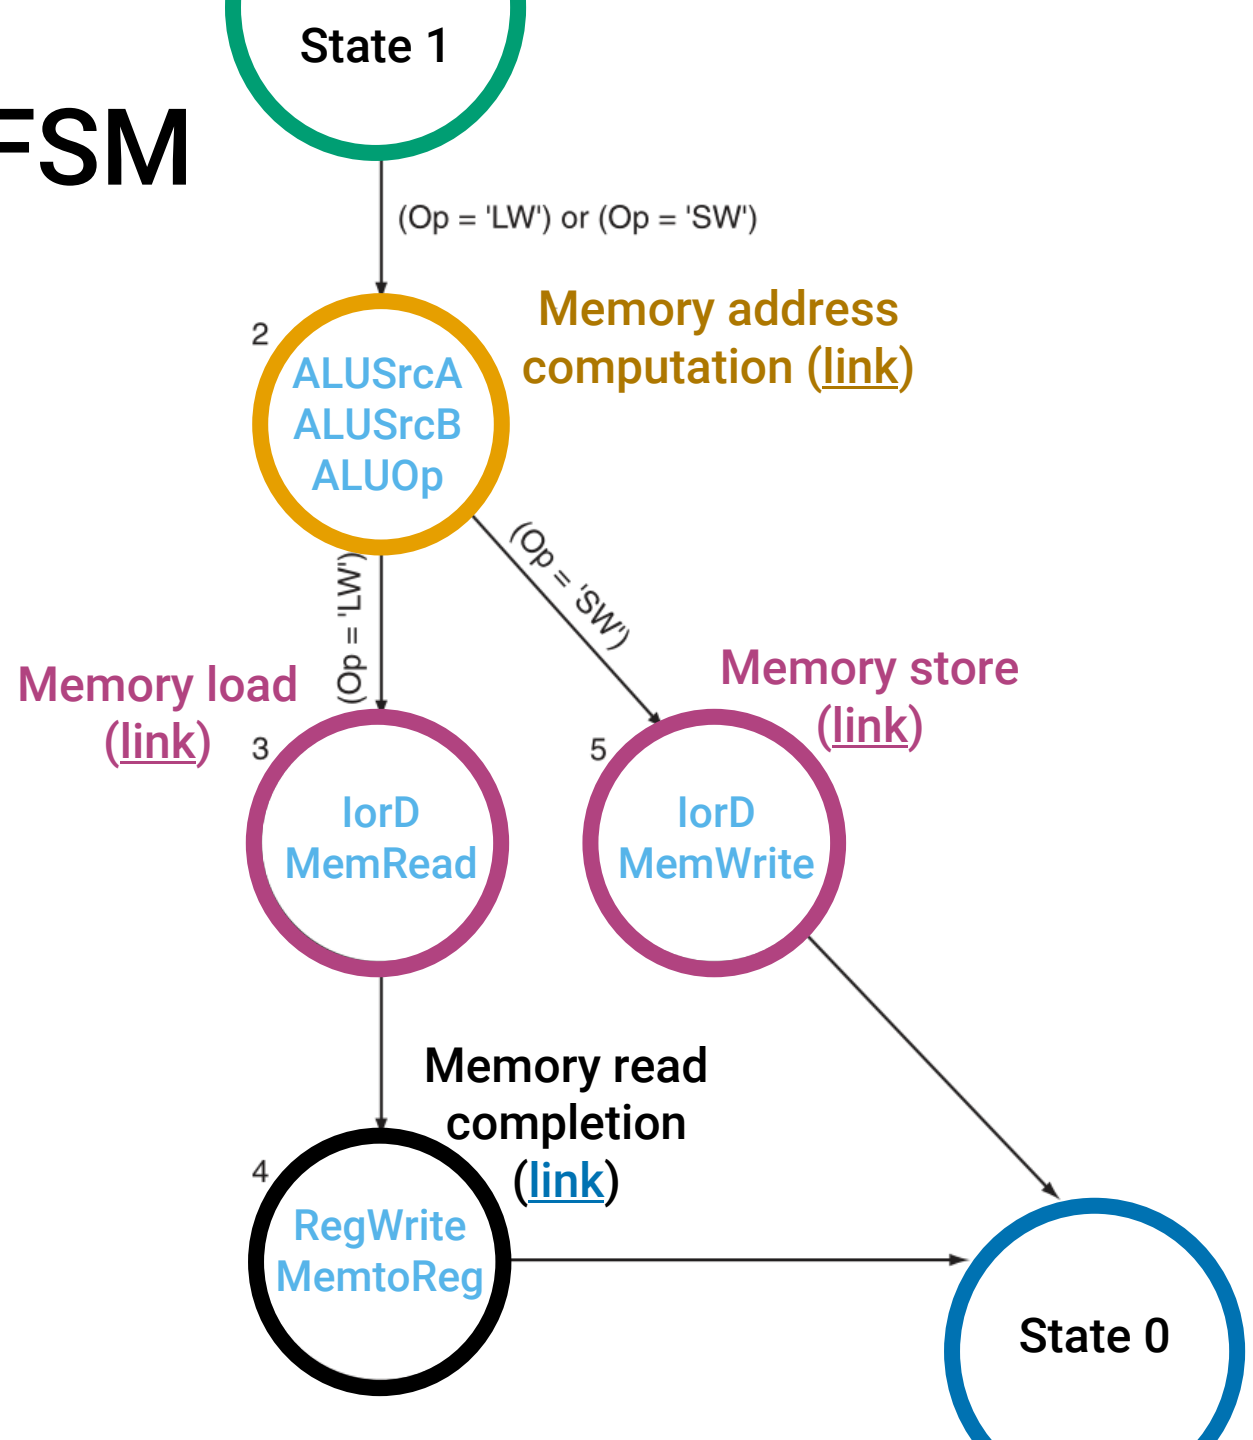 State 1
FSM
(Op = 'LW') or (Op = 'SW')
Memory address
computation (link)
2
ALUSrcA
ALUSrcB
ALUOp
(Op = 'LW')
(Op = 'SW')
Memory load
(link)
Memory store
(link)
3
IorD
MemRead
5
IorD
MemWrite
Memory read
completion
(link)
4
RegWrite
MemtoReg
State 0